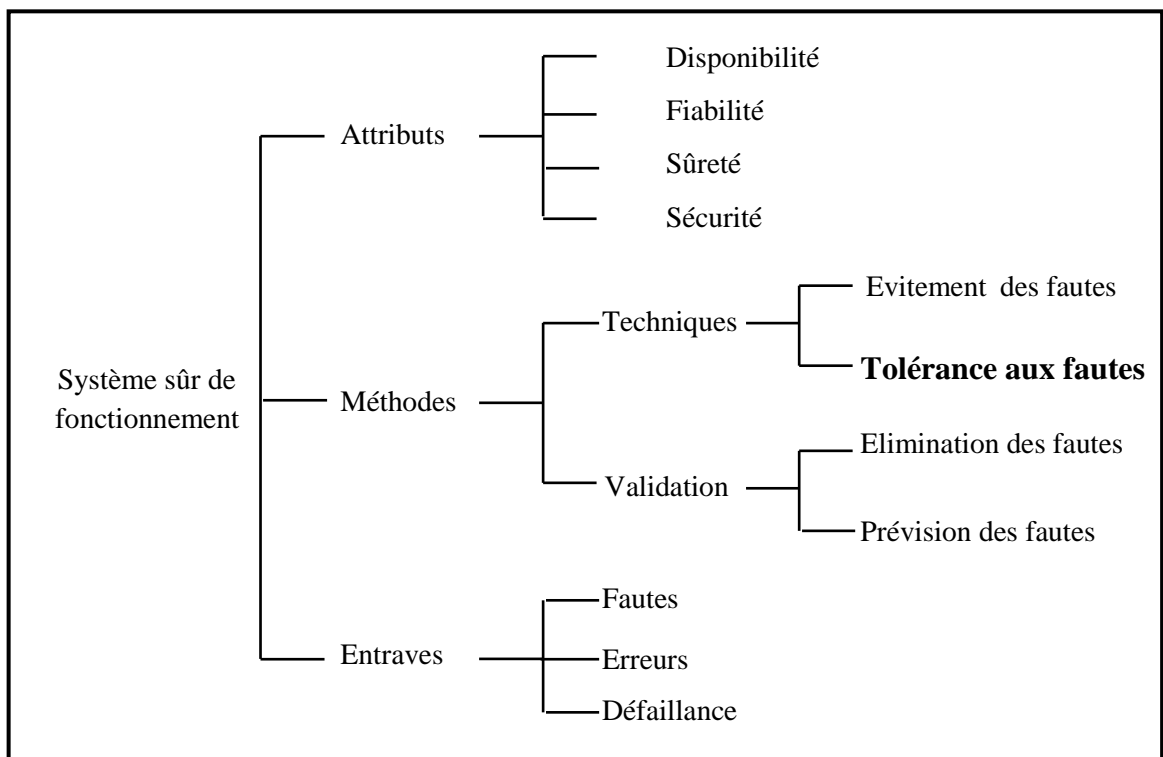 Disponibilité
Fiabilité
Attributs
Sûreté
Sécurité
Evitement des fautes
Techniques
Tolérance aux fautes
Système sûr de
fonctionnement
Méthodes
Elimination des fautes
Validation
Prévision des fautes
Fautes
Entraves
Erreurs
Défaillance